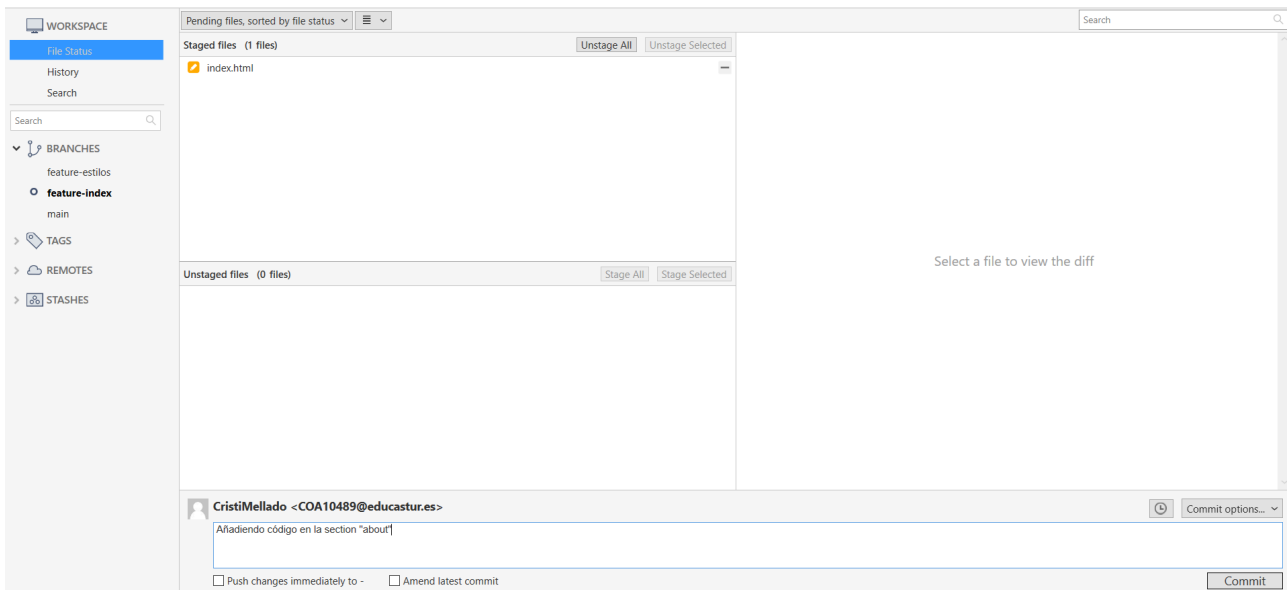 WORKSPACE
File Status
History
Search
Search
BRANCHES
feature-estilos
feature-index
main
TAGS
REMOTES
STASHES
Pending files, sorted by file status
Search
Staged files (1 files)
Unstage All
Unstage Selected
index.html
Unstaged files (0 files)
Stage All
Stage Selected
Select a file to view the diff
CristiMellado <COA10489@educastur.es>
Commit options...
Añadiendo código en la section "about"
Push changes immediately to -
Amend latest commit
Commit